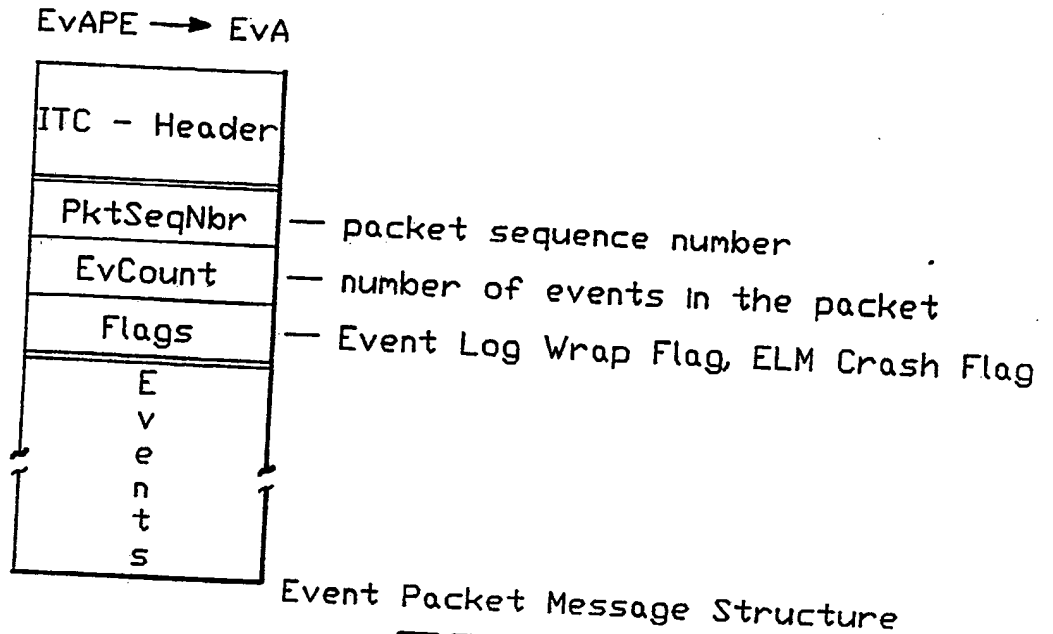 EvAPE → EvA
ITC - Header
PktSeqNbr — packet sequence number
EvCount — number of events in the packet
Flags — Event Log Wrap Flag, ELM Crash Flag
E
v
e
n
t
s
Event Packet Message Structure